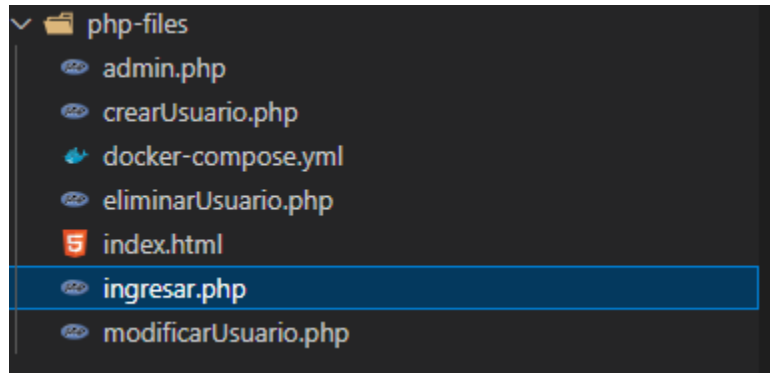 php-files
admin.php
crearUsuario.php
docker-compose.yml
eliminarUsuario.php
index.html
ingresar.php
modificarUsuario.php